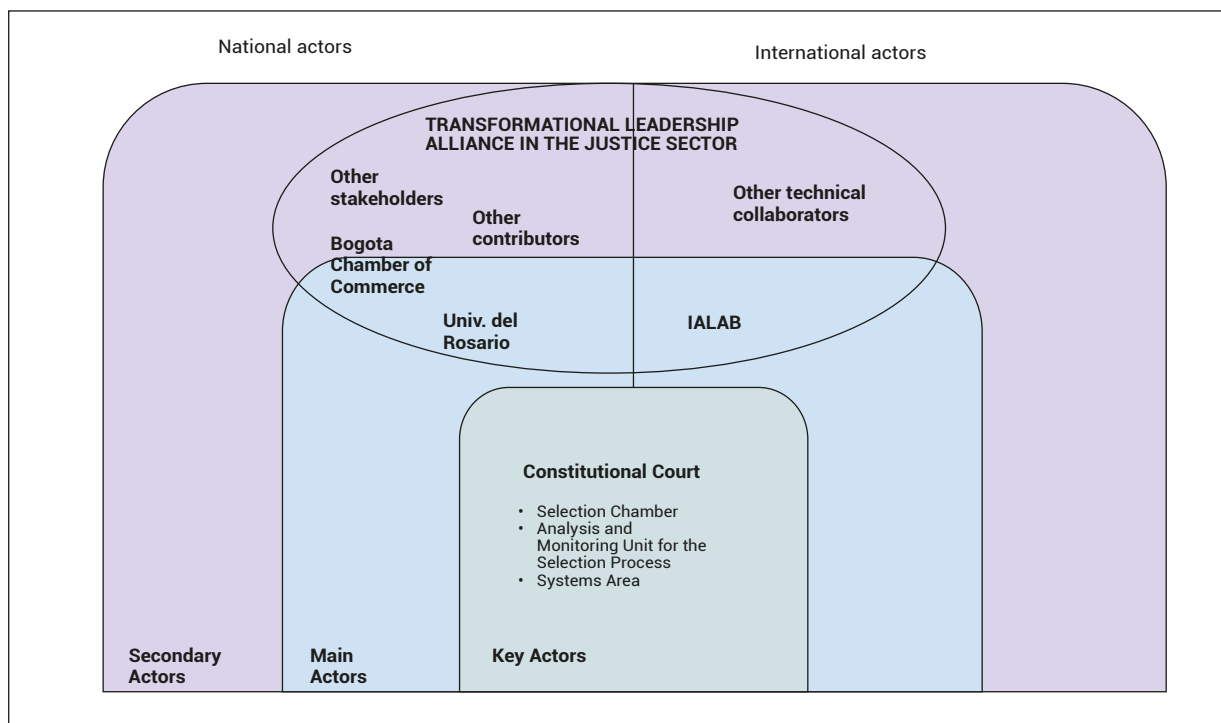 National actors
International actors
TRANSFORMATIONAL LEADERSHIP
ALLIANCE IN THE JUSTICE SECTOR
Other
stakeholders
Other
contributors
Other technical
collaborators
Bogota
Chamber of
Commerce
Univ. del
Rosario
IALAB
Constitutional Court
• Selection Chamber
• Analysis and
Monitoring Unit for the
Selection Process
• Systems Area
Secondary
Actors
Main
Actors
Key Actors